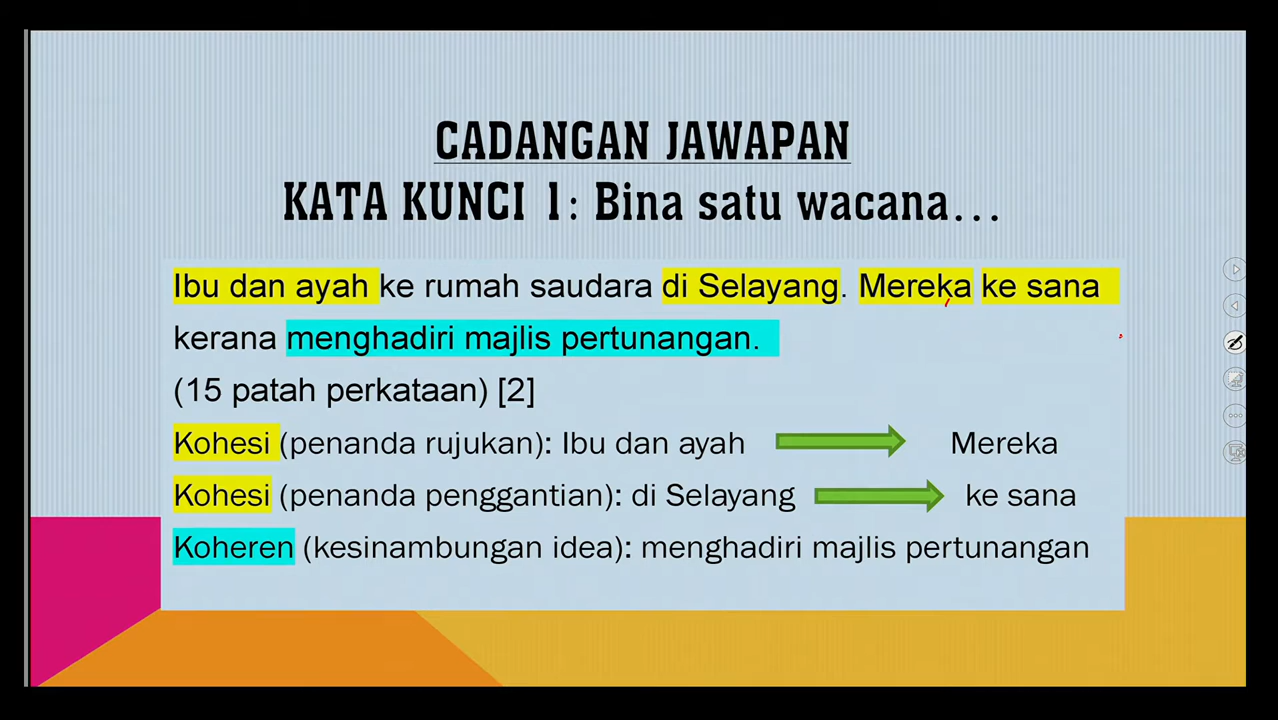 CADANGAN JAWAPAN
KATA KUNCI 1: Bina satu wacana...
Ibu dan ayah ke rumah saudara di Selayang. Mereka ke sana
kerana menghadiri majlis pertunangan.
(15 patah perkataan) [2]
Kohesi (penanda rujukan): Ibu dan ayah Mereka
Kohesi (penanda penggantian): di Selayang ke sana
Koheren (kesinambungan idea): menghadiri majlis pertunangan